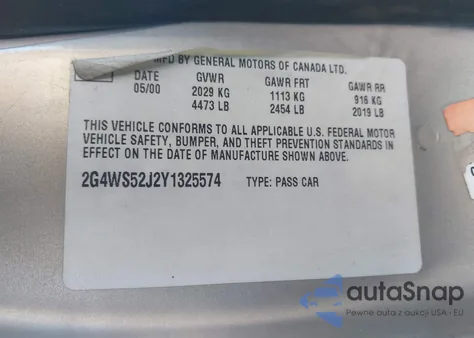 MFD BY GENERAL MOTORS OF CANADA LTD.
DATE GVWR GAWR FRT GAWR RR
05/00 2029 KG 1113 KG 916 KG
4473 LB 2454 LB 2019 LB
THIS VEHICLE CONFORMS TO ALL APPLICABLE U.S. FEDERAL MOTOR
VEHICLE SAFETY, BUMPER, AND THEFT PREVENTION STANDARDS IN
EFFECT ON THE DATE OF MANUFACTURE SHOWN ABOVE.
2G4WS52J2Y1325574 TYPE: PASS CAR
autoSnap
Pewne auta z aukcji USA - EU